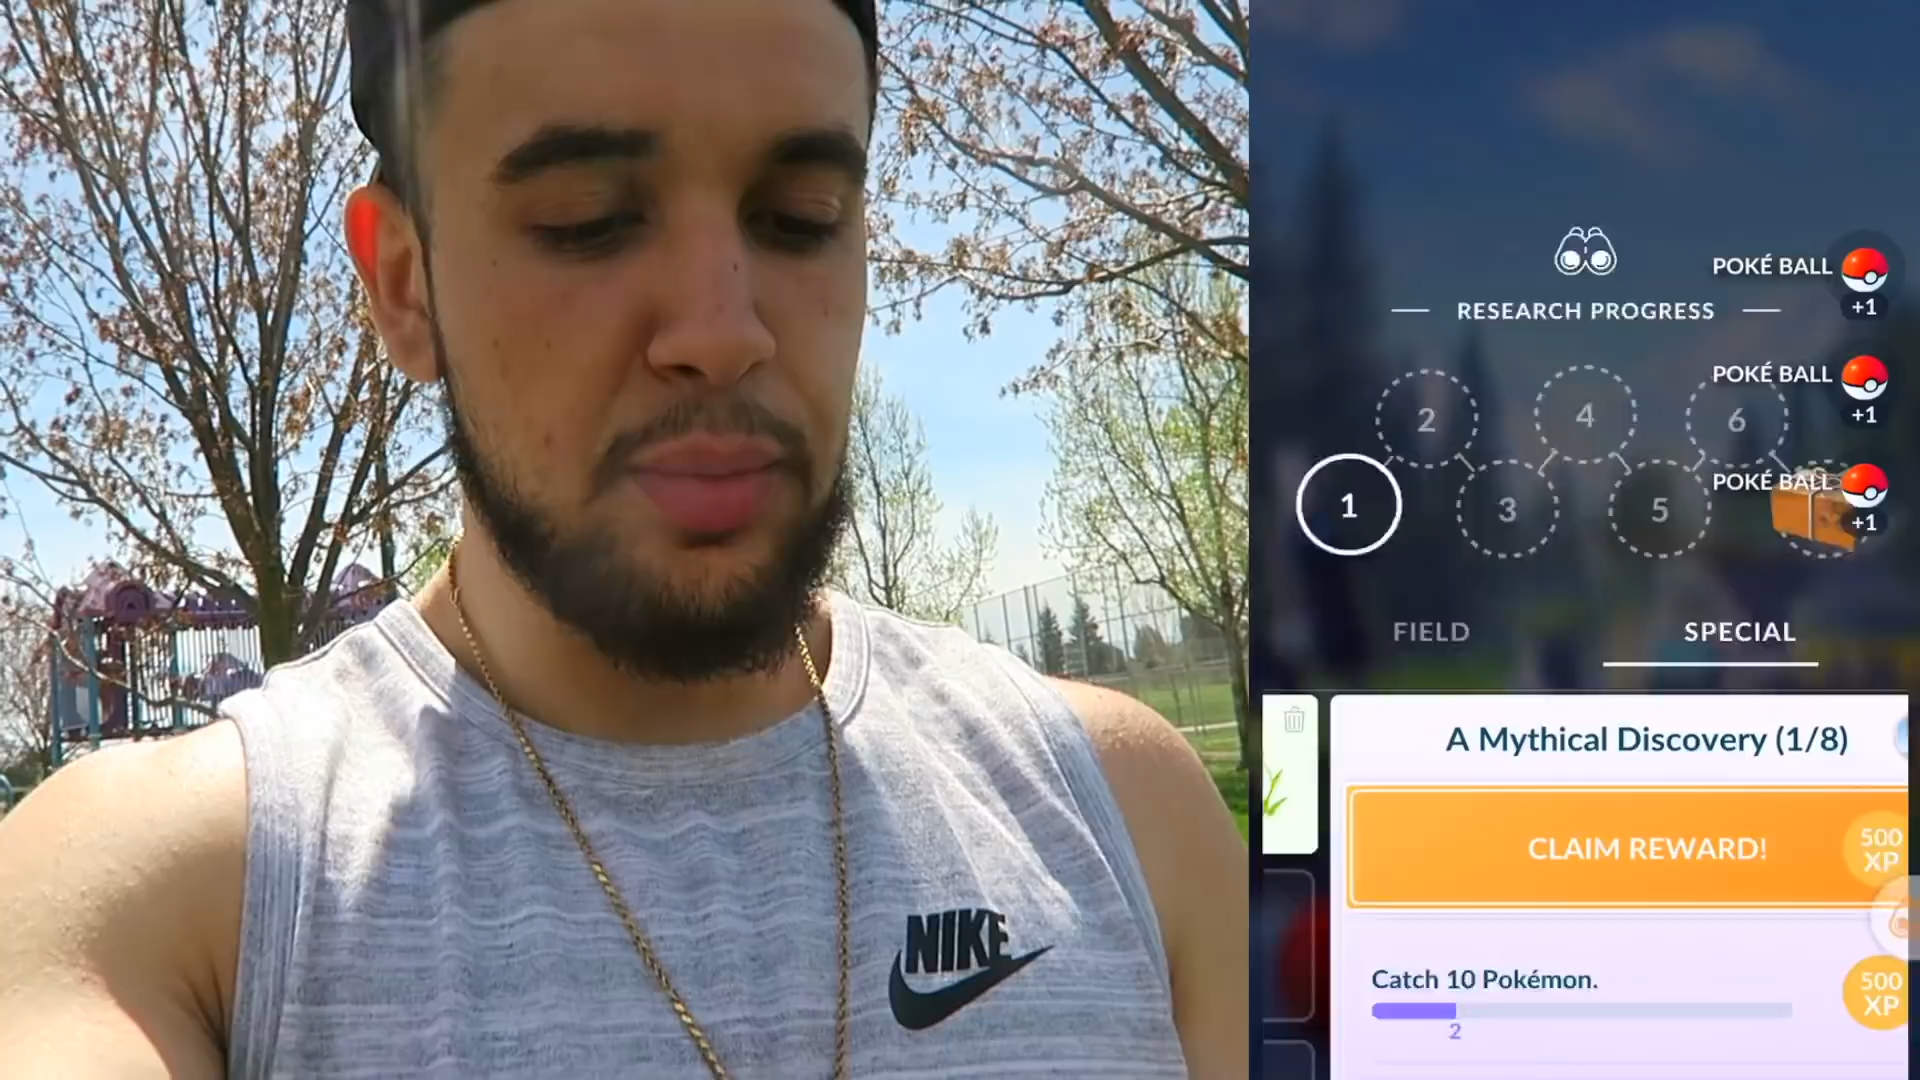 NIKE
POKÉ BALL
+1
RESEARCH PROGRESS
POKÉ BALL
+1
2
4
6
POKÉ BALL
+1
1
3
5
FIELD
SPECIAL
A Mythical Discovery (1/8)
CLAIM REWARD!
500
XP
Catch 10 Pokémon.
500
XP
2